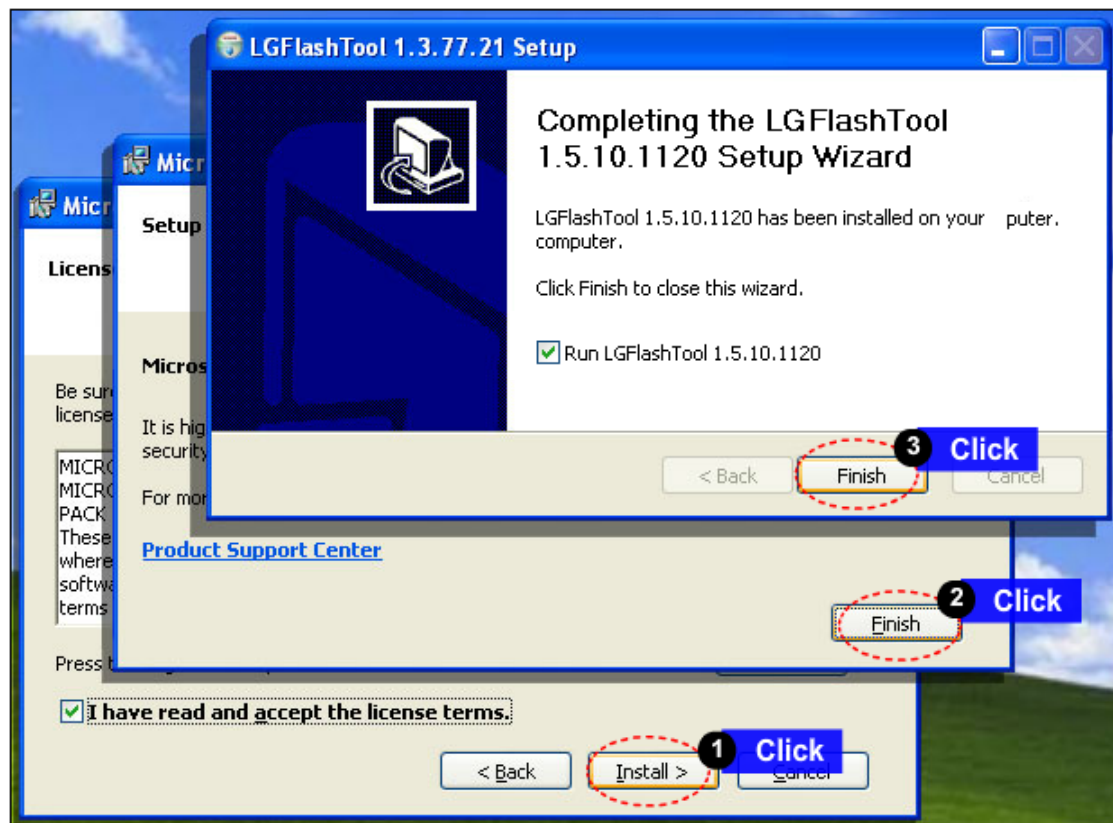 LGFlashTool 1.3.77.21 Setup
Completing the LGFlashTool
1.5.10.1120 Setup Wizard
LGFlashTool 1.5.10.1120 has been installed on your puter.
computer.
Click Finish to close this wizard.
Run LGFlashTool 1.5.10.1120
< Back
Finish
Cancel
3 Click
Micr
Setup
Micros
It is hig
security
For mor
Product Support Center
Finish
2 Click
Micr
Licens
Be sure
license
MICRO
MICRO
PACK
These
where
softwa
terms
Press t
I have read and accept the license terms.
< Back
Install >
Cancel
1 Click